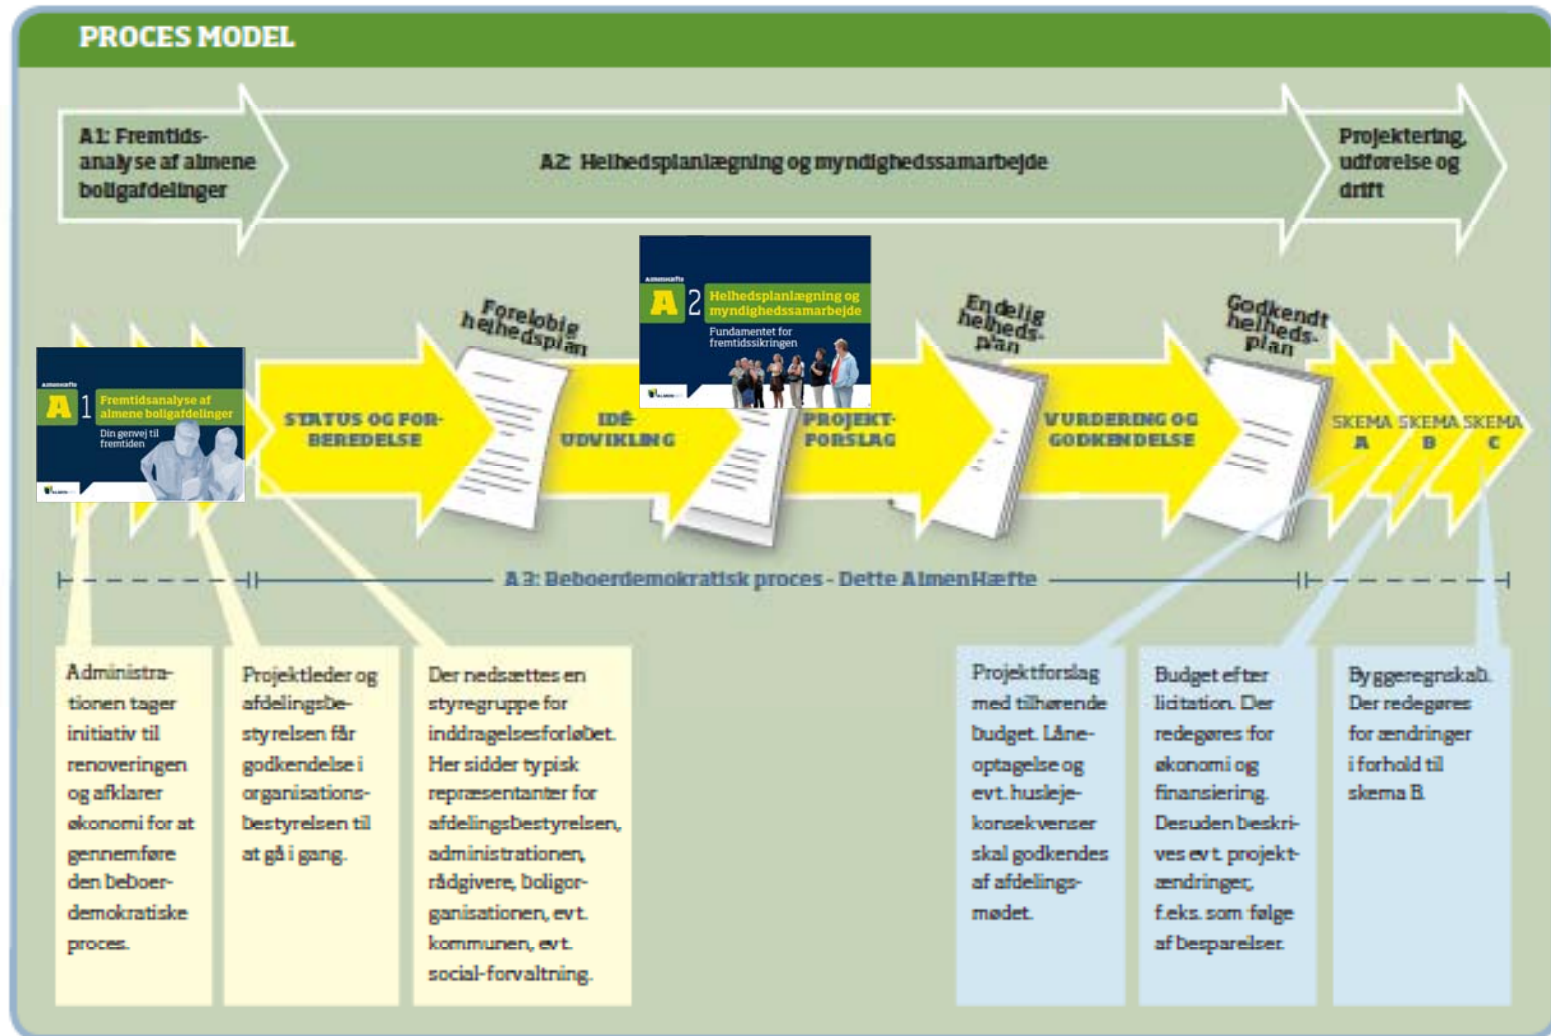 PROCES MODEL
A1: Fremtids-
analyse af almene
boligafdelinger
A2: Helhedsplanlægning og myndighedssamarbejde
Projektering,
udførelse og
drift
AlmenHæfte
A 1 Fremtidsanalyse af
almene boligafdelinger
Din genvej til
fremtiden
ALMEN
STATUS OG FOR-
BEREDELSE
Foreløbig
helhedsplan
IDÉ-
UDVIKLING
AlmenHæfte
A 2 Helhedsplanlægning og
myndighedssamarbejde
Fundamentet for
fremtidssikringen
ALMEN
PROJEKT-
FORSLAG
Endelig
helheds-
plan
VURDERING OG
GODKENDELSE
Godkendt
helheds-
plan
SKEMA
A
SKEMA
B
SKEMA
C
A3: Beboerdemokratisk proces - Dette AlmenHæfte
Administra-
tionen tager
initiativ til
renoveringen
og afklarer
økonomi for at
gennemføre
den beboer-
demokratiske
proces.
Projektleder og
afdelingsbe-
styrelsen får
godkendelse i
organisations-
bestyrelsen til
at gå i gang.
Der nedsættes en
styregruppe for
inddragelsesforløbet.
Her sidder typisk
repræsentanter for
afdelingsbestyrelsen,
administrationen,
rådgivere, boligor-
ganisationen, evt.
kommunen, evt.
social-forvaltning.
Projektforslag
med tilhørende
budget. Låne-
optagelse og
evt. husleje-
konsekvenser
skal godkendes
af afdelings-
mødet.
Budget efter
licitation. Der
redegøres for
økonomi og
finansiering.
Desuden beskri-
ves evt. projekt-
ændringer,
f.eks. som følge
af besparelser.
Byggeregnskab.
Der redegøres
for ændringer
i forhold til
skema B.